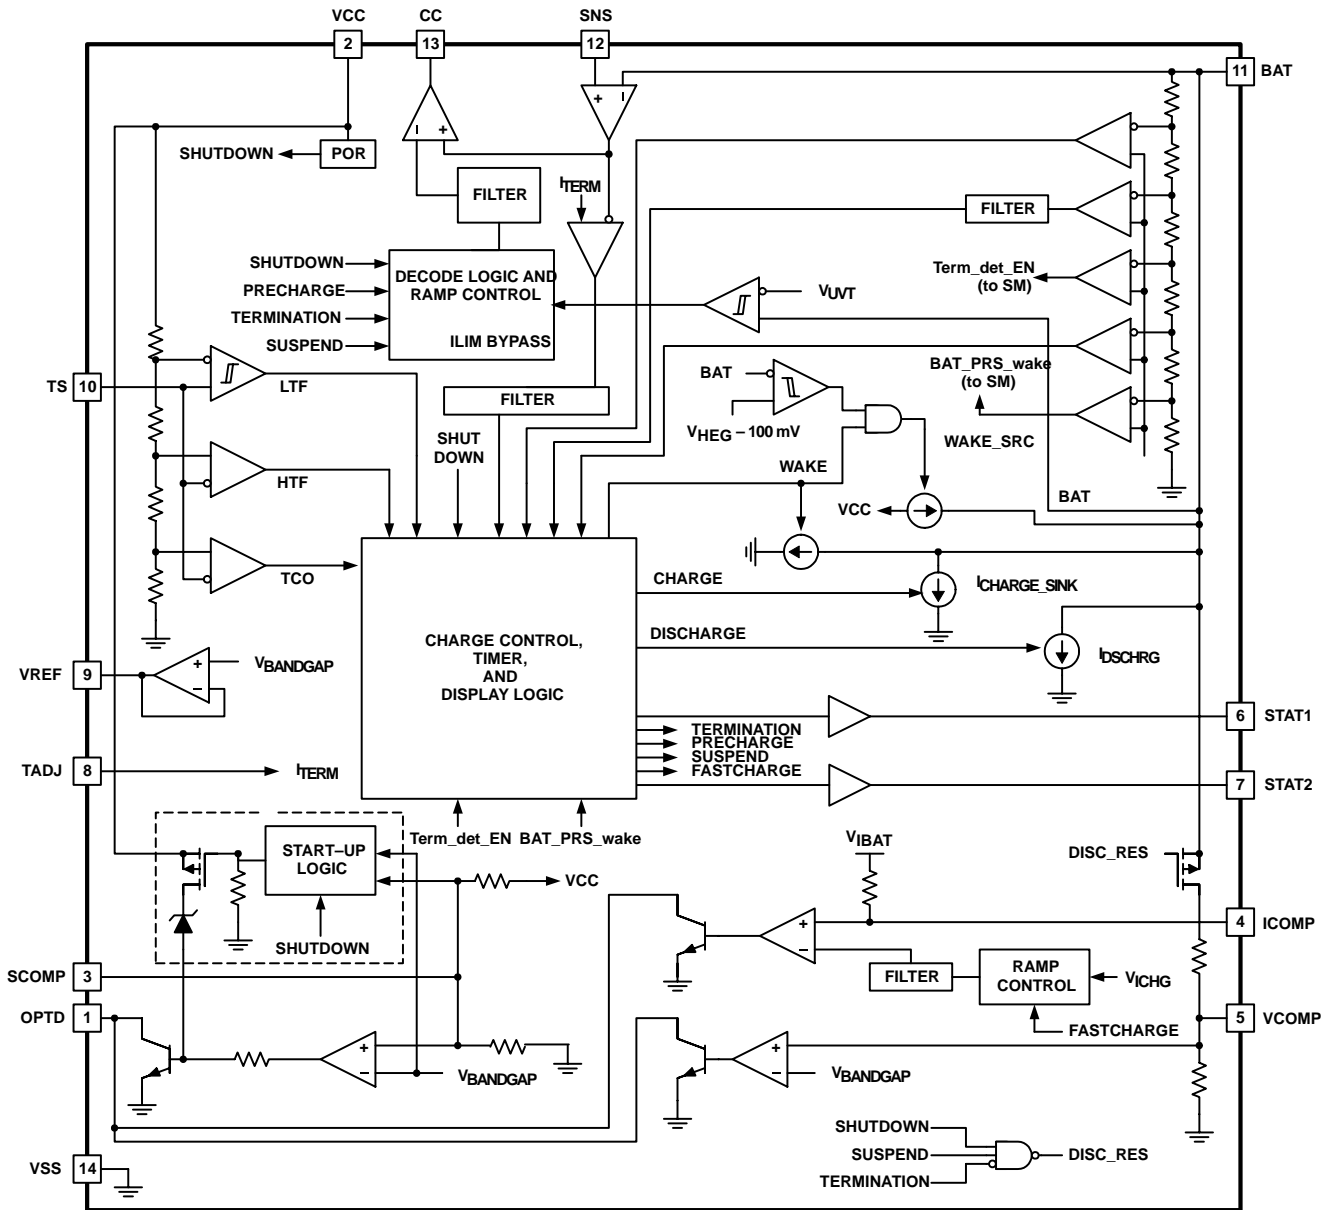 VCC CC SNS
2 13 12
11 BAT
+ –
– +
SHUTDOWN POR
FILTER
ITERM
FILTER
SHUTDOWN
PRECHARGE
TERMINATION
SUSPEND
DECODE LOGIC AND
RAMP CONTROL
ILIM BYPASS
Term_det_EN
(to SM)
VUVT
TS 10
LTF
FILTER
BAT
BAT_PRS_wake
(to SM)
VHEG – 100 mV
WAKE_SRC
SHUT
DOWN
WAKE
HTF
VCC
BAT
TCO
CHARGE
ICHARGE_SINK
DISCHARGE
IDSCHRG
CHARGE CONTROL,
TIMER,
AND
DISPLAY LOGIC
VREF 9
+
–
VBANDGAP
6 STAT1
TERMINATION
PRECHARGE
SUSPEND
FASTCHARGE
TADJ 8
ITERM
7 STAT2
Term_det_EN BAT_PRS_wake
VIBAT
START–UP
LOGIC
DISC_RES
VCC
SHUTDOWN
+
–
4 ICOMP
SCOMP 3
FILTER
RAMP
CONTROL
VICHG
OPTD 1
FASTCHARGE
5 VCOMP
+
–
VBANDGAP
+
–
VBANDGAP
SHUTDOWN
SUSPEND
TERMINATION
DISC_RES
VSS 14